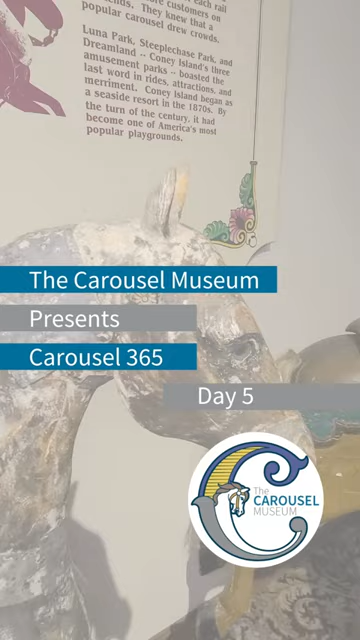 each rail
more customers on
ends. They knew that a
popular carousel drew crowds.
Luna Park, Steeplechase Park, and
Dreamland -- Coney Island's three
amusement parks -- boasted the
last word in rides, attractions, and
merriment. Coney Island began as
a seaside resort in the 1870s. By
the turn of the century, it had
become one of America's most
popular playgrounds.
The Carousel Museum
Presents
Carousel 365
Day 5
The
CAROUSEL
MUSEUM